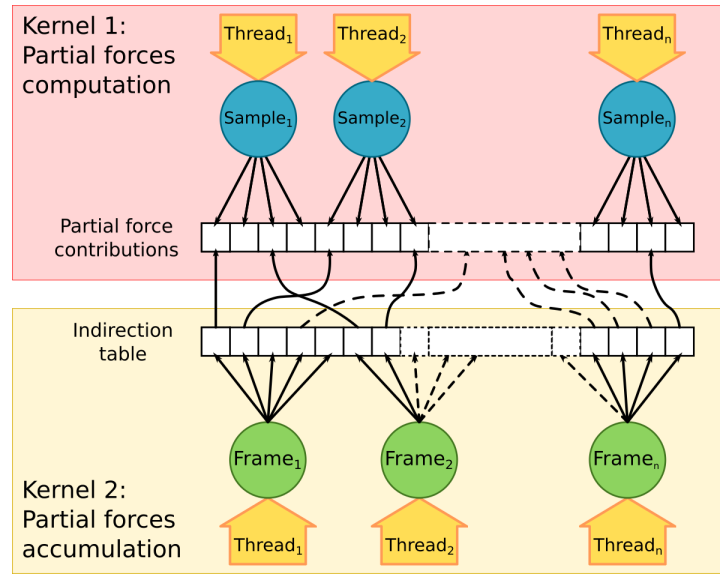 Kernel 1:
Partial forces
computation
Thread₁
Thread₂
Threadₙ
Sample₁
Sample₂
Sampleₙ
Partial force
contributions
Indirection
table
Frame₁
Frame₂
Frameₙ
Kernel 2:
Partial forces
accumulation
Thread₁
Thread₂
Threadₙ